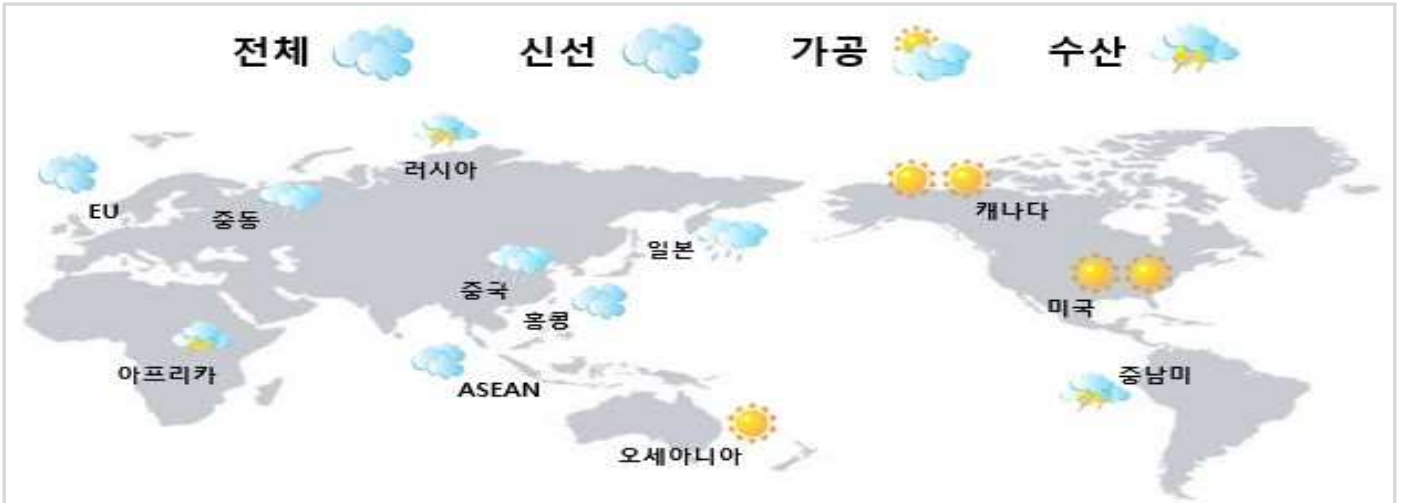 전체 신선 가공 수산
러시아
EU
중동
캐나다
일본
중국
미국
홍콩
아프리카
중남미
ASEAN
오세아니아